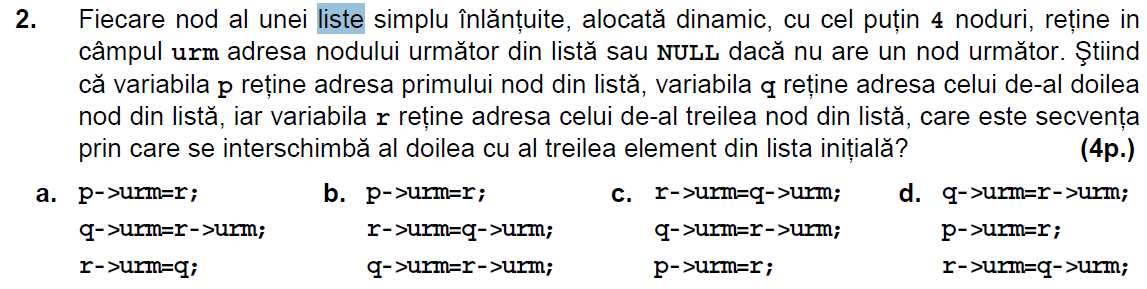 2. Fiecare nod al unei liste simplu înlănțuite, alocată dinamic, cu cel puțin 4 noduri, reține in
câmpul urm adresa nodului următor din listă sau NULL dacă nu are un nod următor. Ştiind
că variabila p reține adresa primului nod din listă, variabila q reține adresa celui de-al doilea
nod din listă, iar variabila r reține adresa celui de-al treilea nod din listă, care este secvența
prin care se interschimbă al doilea cu al treilea element din lista inițială? (4p.)
a. p->urm=r; b. p->urm=r; c. r->urm=q->urm; d. q->urm=r->urm;
q->urm=r->urm; r->urm=q->urm; q->urm=r->urm; p->urm=r;
r->urm=q; q->urm=r->urm; p->urm=r; r->urm=q->urm;